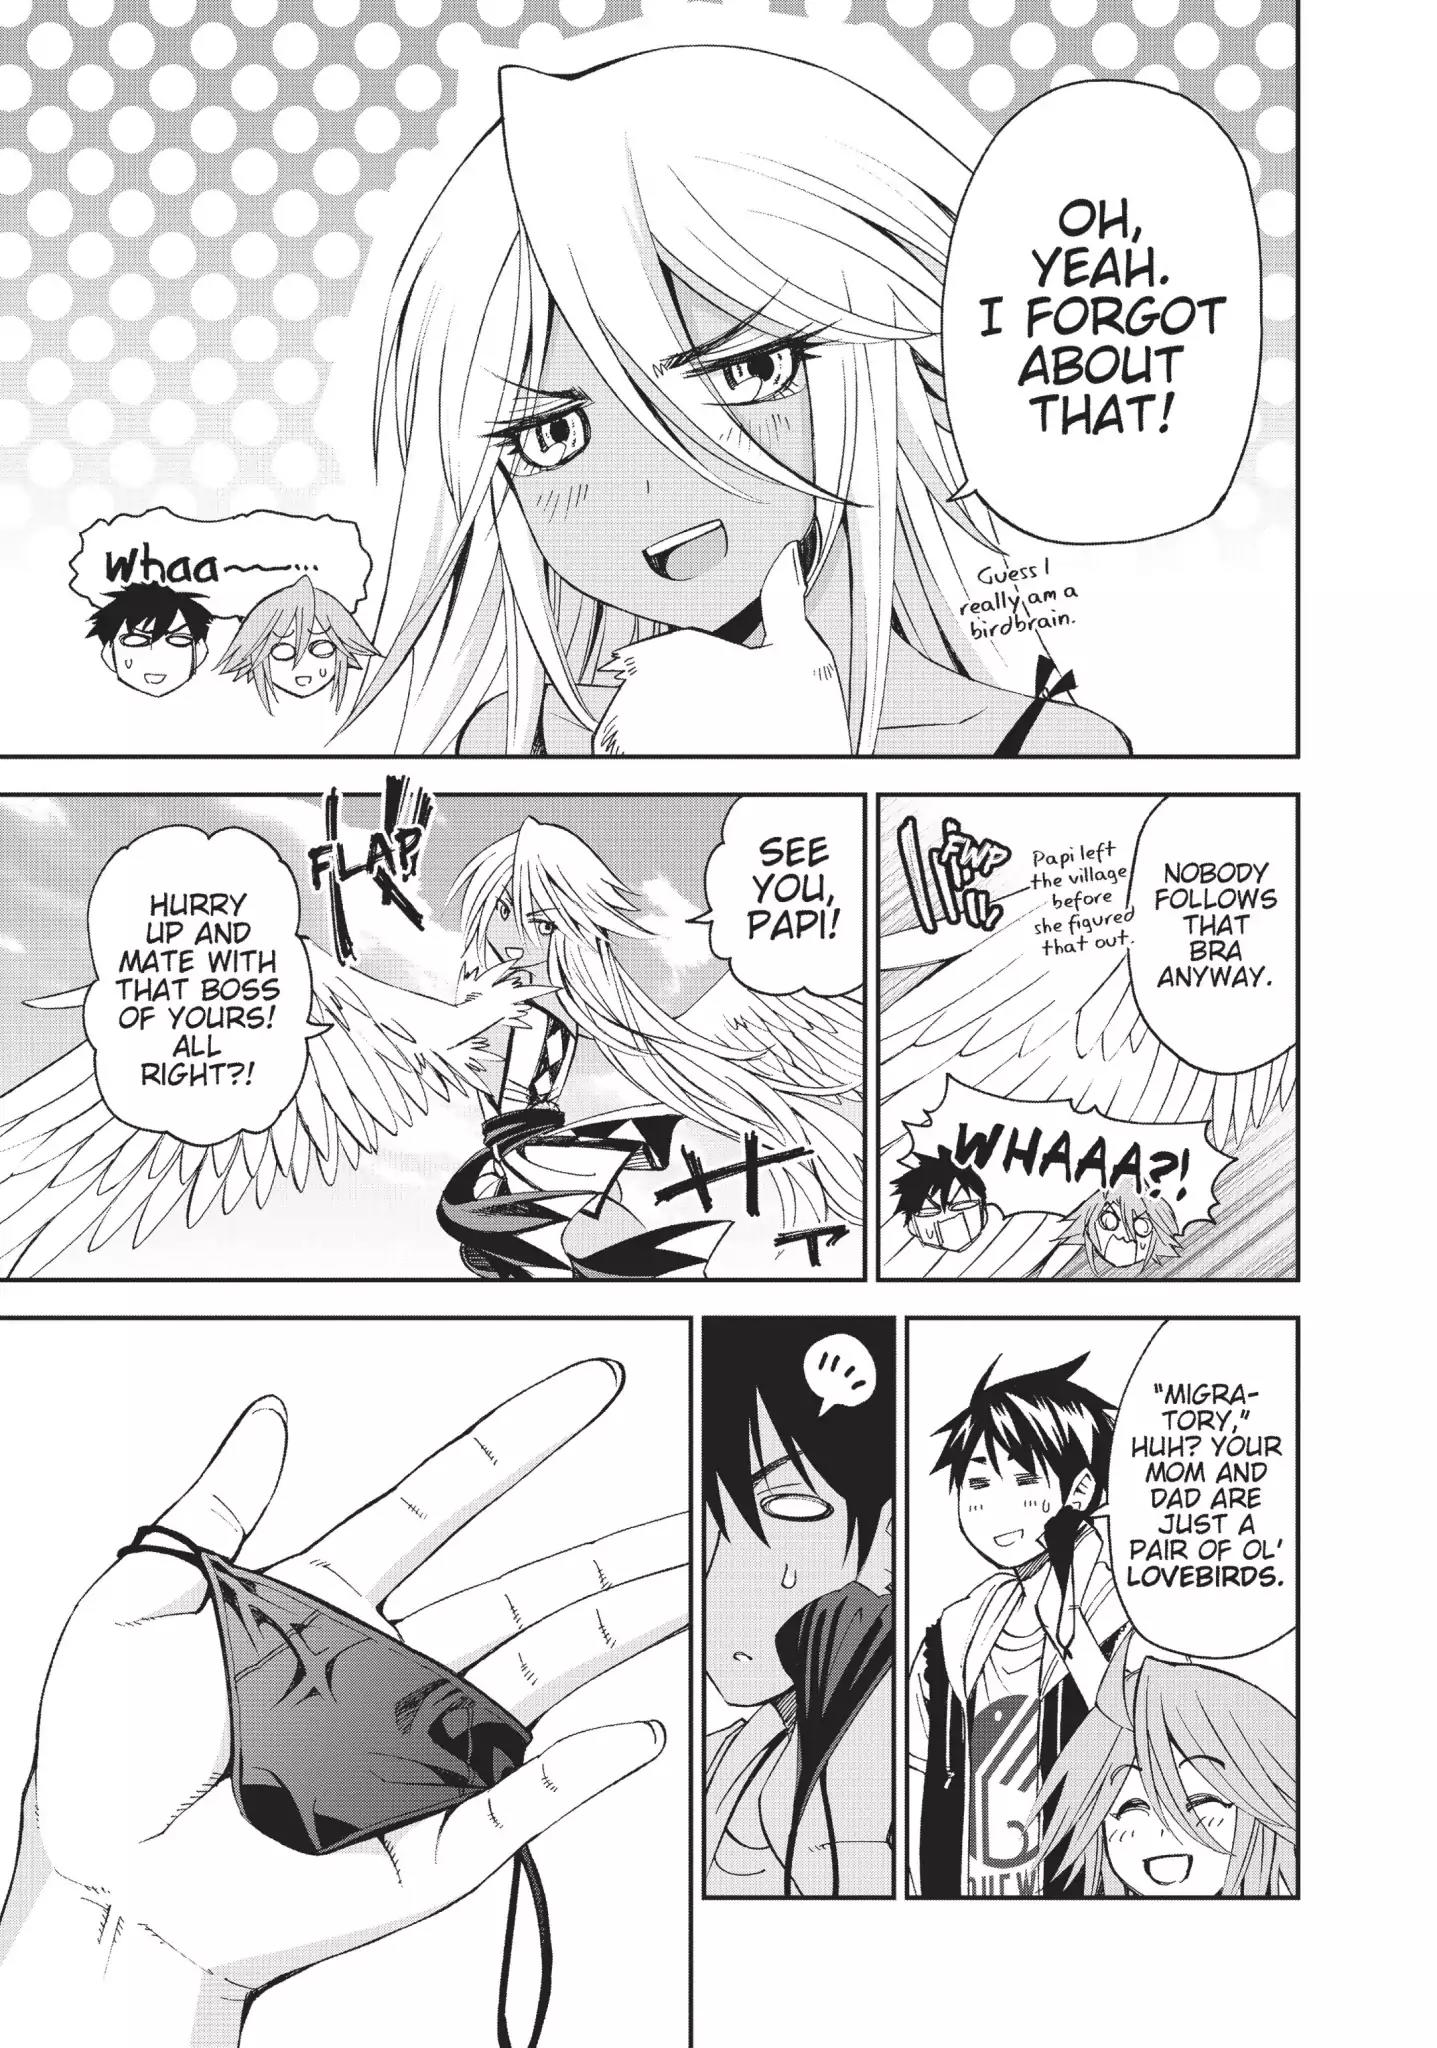 OH,
YEAH.
I FORGOT
ABOUT
THAT!
Guess I
really am a
birdbrain.
Whaa~~...
NOBODY
FOLLOWS
THAT
BRA
ANYWAY.
Papi left
the village
before
she figured
that out.
FWP
WHAAA?!
SEE
YOU,
PAPI!
FLAP
HURRY
UP AND
MATE WITH
THAT BOSS
OF YOURS!
ALL
RIGHT?!
"MIGRA-
TORY,"
HUH? YOUR
MOM AND
DAD ARE
JUST A
PAIR OF OL'
LOVEBIRDS.